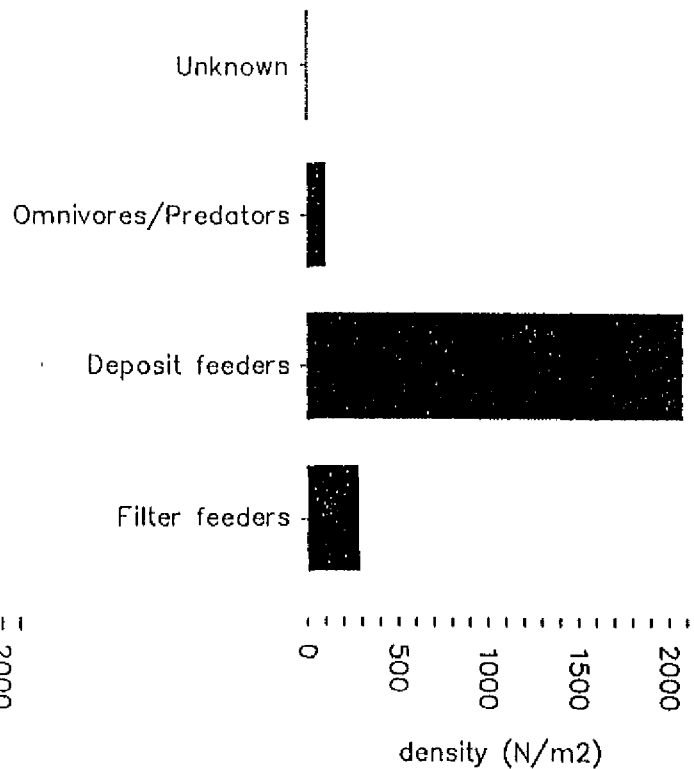 Unknown
Omnivores/Predators
Deposit feeders
Filter feeders
0
500
1000
1500
2000
density (N/m2)
2000